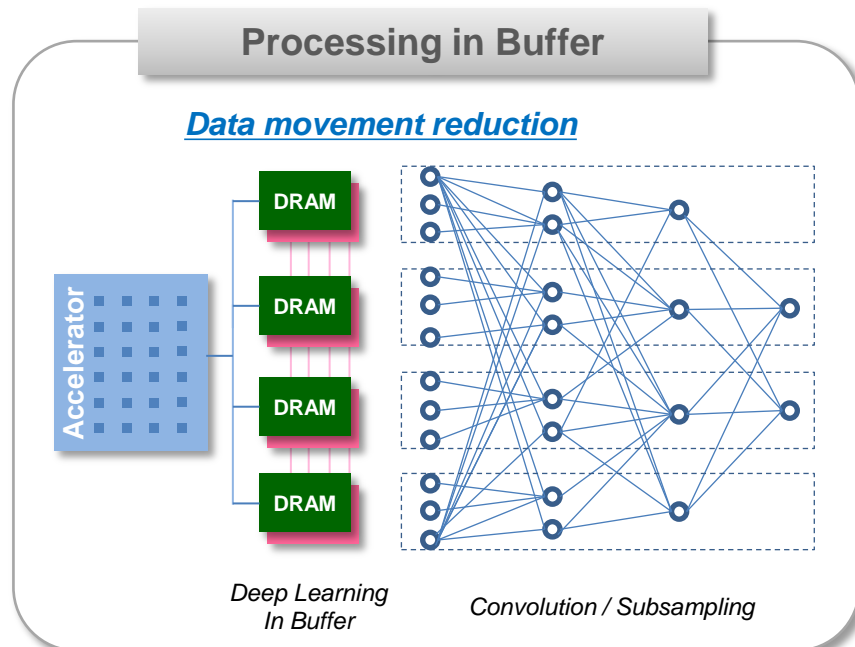 Processing in Buffer
Data movement reduction
DRAM
DRAM
DRAM
DRAM
Accelerator
Deep Learning
In Buffer
Convolution / Subsampling